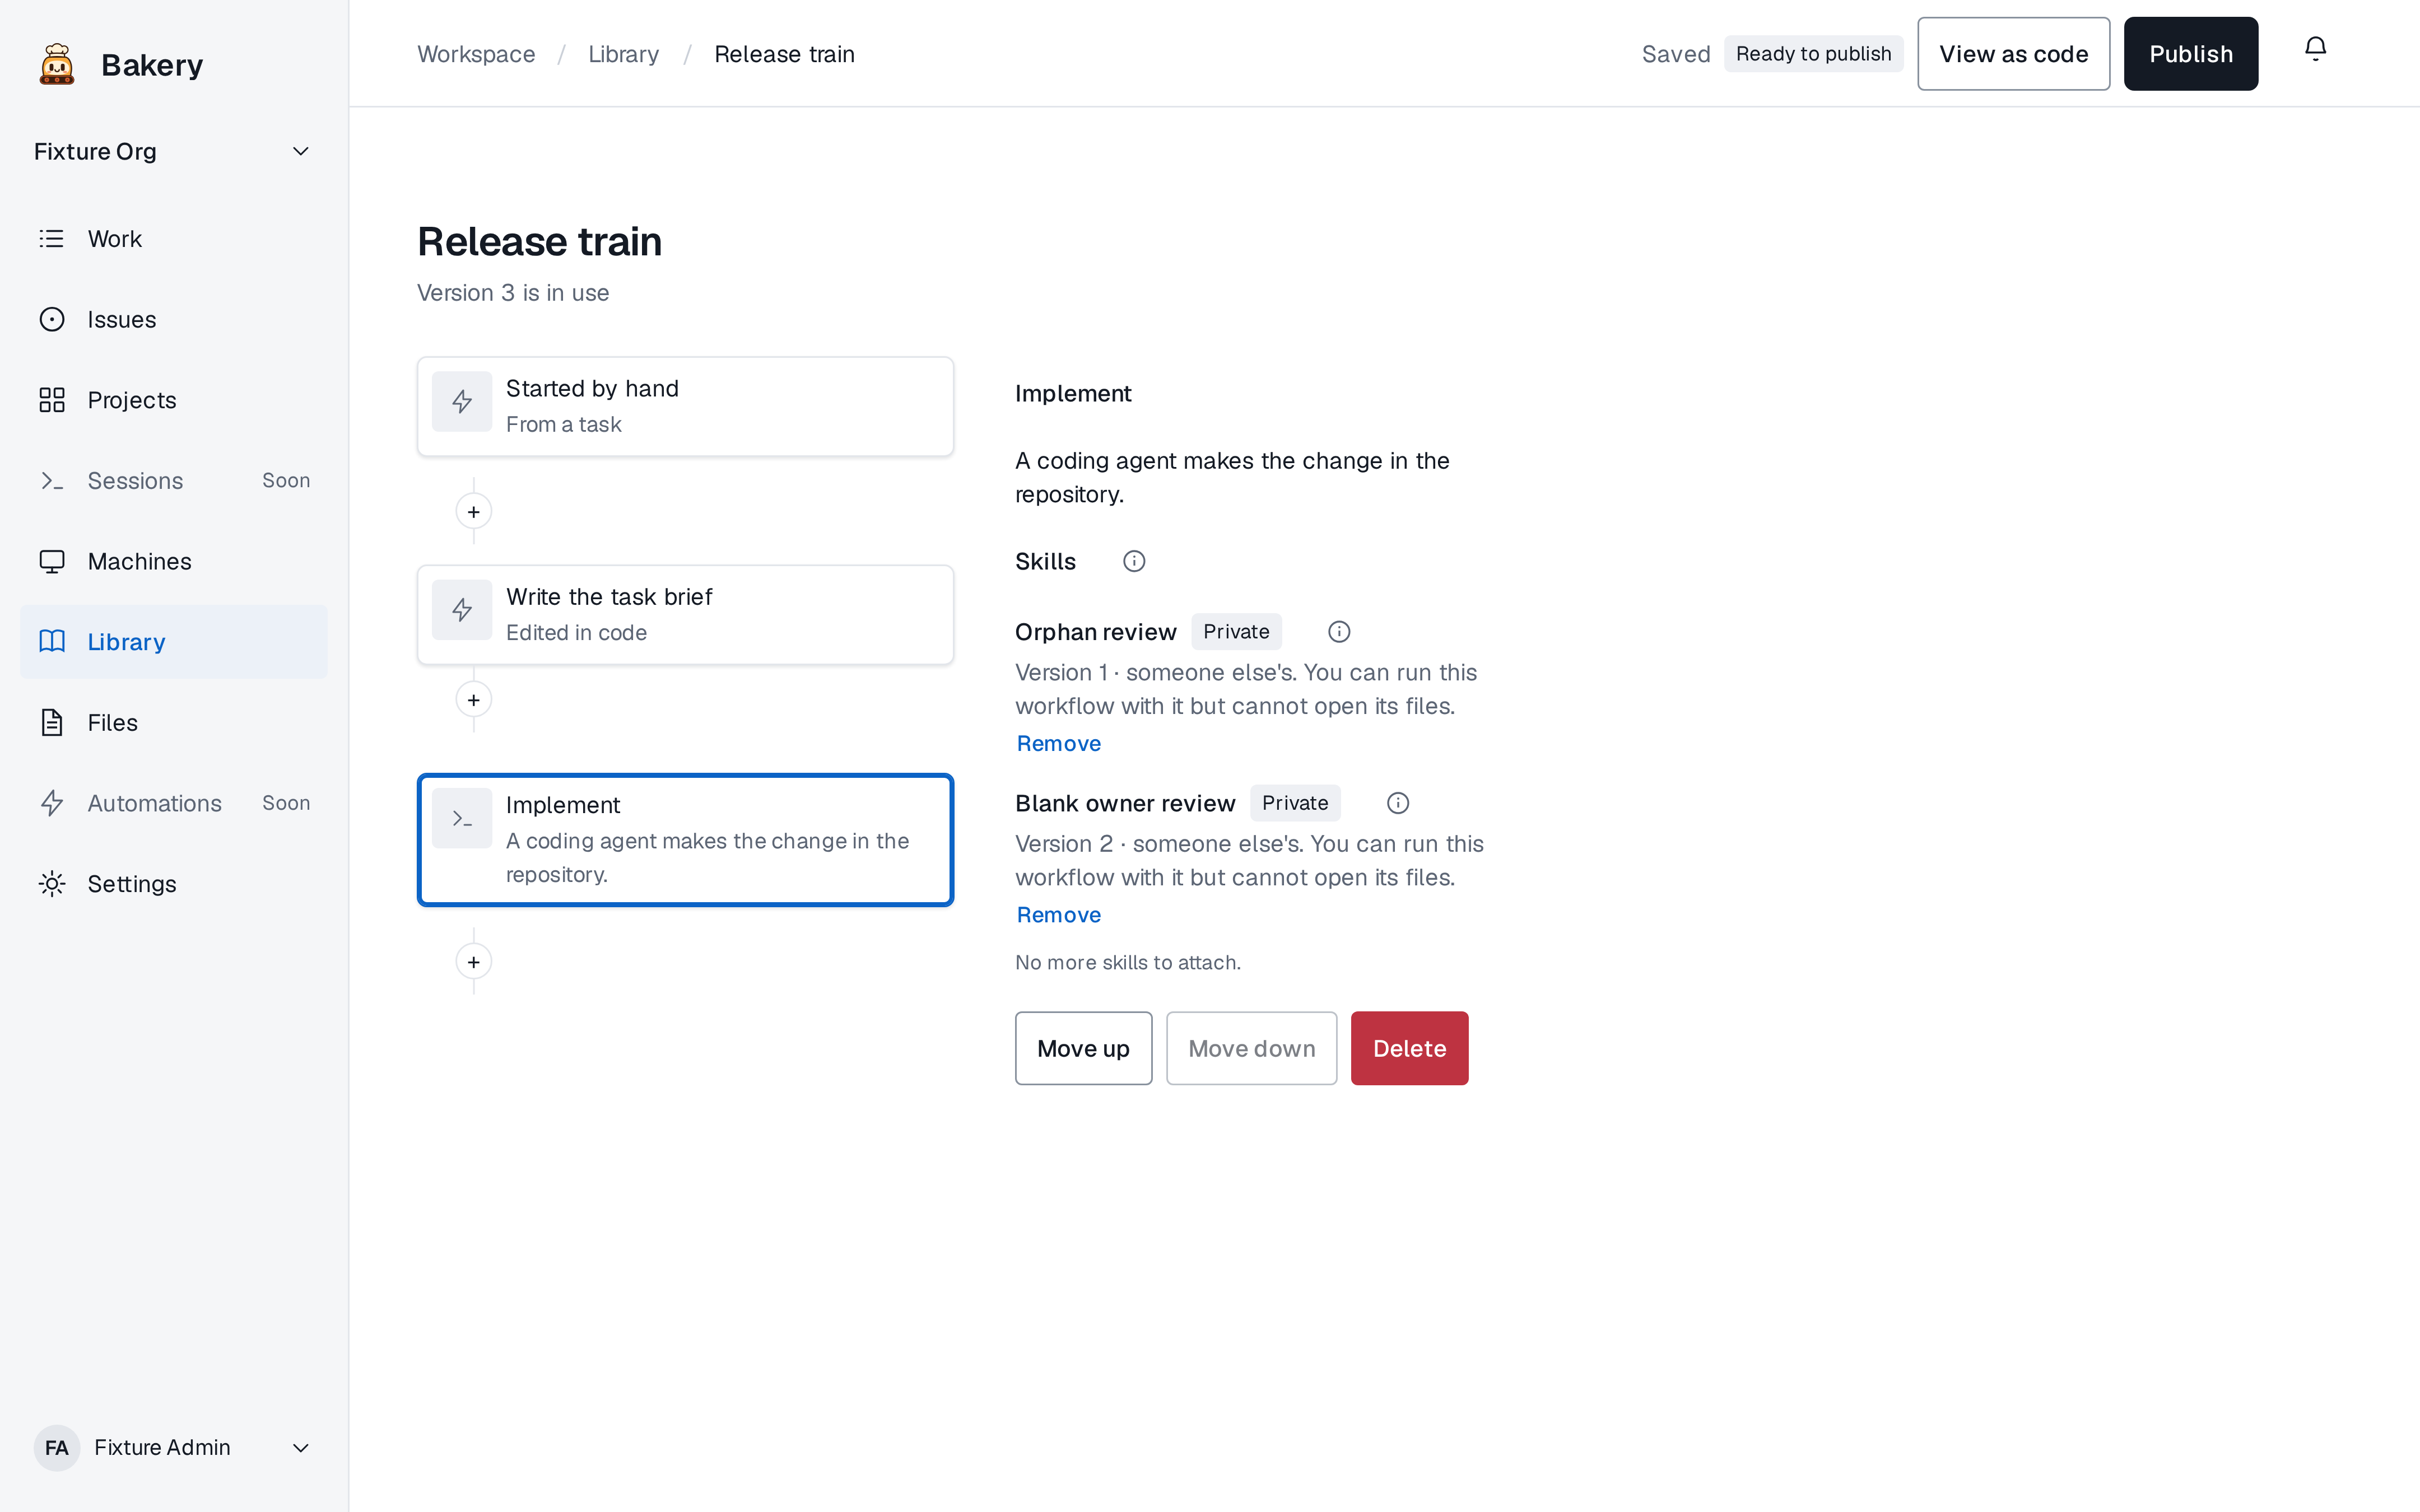 Bakery
Fixture Org
Work
Issues
Projects
Sessions Soon
Machines
Library
Files
Automations Soon
Settings
FA Fixture Admin
Workspace / Library / Release train
Saved Ready to publish View as code Publish
Release train
Version 3 is in use
Started by hand
From a task
+
Write the task brief
Edited in code
+
Implement
A coding agent makes the change in the
repository.
+
Implement
A coding agent makes the change in the
repository.
Skills
Orphan review Private
Version 1 · someone else's. You can run this
workflow with it but cannot open its files.
Remove
Blank owner review Private
Version 2 · someone else's. You can run this
workflow with it but cannot open its files.
Remove
No more skills to attach.
Move up Move down Delete